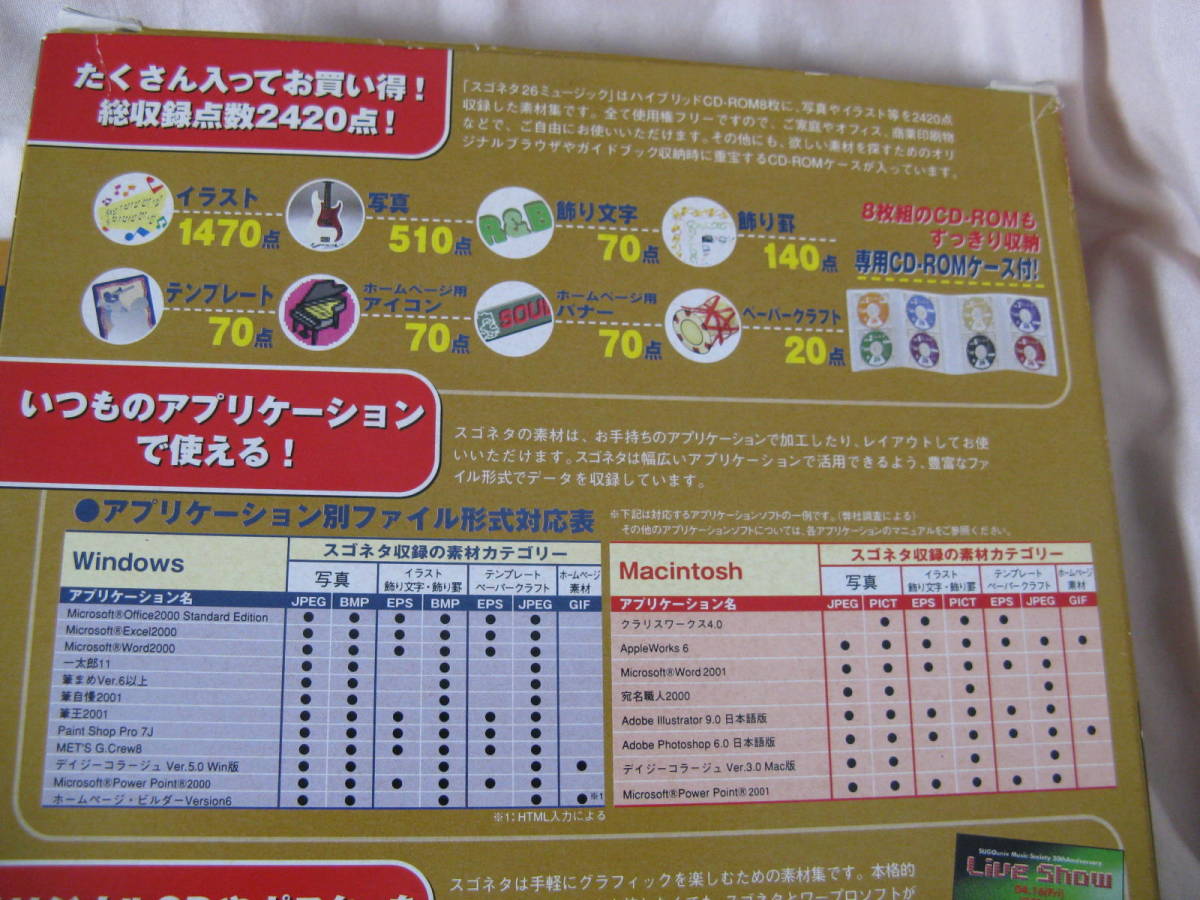 たくさん入ってお買い得！
総収録点数2420点！
「スゴネタ26ミュージック」はハイブリッドCD-ROM8枚に、写真やイラスト等を2420点
収録した素材集です。全て使用権フリーですので、ご家庭やオフィス、商業印刷物
などで、ご自由にお使いいただけます。その他にも、欲しい素材を探すためのオリ
ジナルブラウザやガイドブック収納時に重宝するCD-ROMケースが入っています。
イラスト
1470点
写真
510点
R&B
飾り文字
70点
飾り罫
140点
8枚組のCD-ROMも
すっきり収納
専用CD-ROMケース付!
テンプレート
70点
ホームページ用
アイコン
70点
SOUL
ホームページ用
バナー
70点
ペーパークラフト
20点
いつものアプリケーション
で使える！
スゴネタの素材は、お手持ちのアプリケーションで加工したり、レイアウトしてお使
いいただけます。スゴネタは幅広いアプリケーションで活用できるよう、豊富なファ
イル形式でデータを収録しています。
●アプリケーション別ファイル形式対応表
※下記は対応するアプリケーションソフトの一例です。(弊社調査による)
その他のアプリケーションソフトについては、各アプリケーションのマニュアルをご参照ください。
Windows
スゴネタ収録の素材カテゴリー
写真 イラスト 飾り文字・飾り罫 テンプレート ペーパークラフト ホームページ 素材
アプリケーション名 JPEG BMP EPS BMP EPS JPEG GIF
Microsoft®Office2000 Standard Edition ● ● ● ● ● ●
Microsoft®Excel2000 ● ● ● ● ● ●
Microsoft®Word2000 ● ● ● ● ● ●
一太郎11 ● ● ● ●
筆まめVer.6以上 ● ● ● ●
筆自慢2001 ● ● ● ●
筆王2001 ● ● ● ● ● ●
Paint Shop Pro 7J ● ● ● ● ● ●
MET'S G.Crew8 ● ● ● ● ● ●
デイジーコラージュ Ver.5.0 Win版 ● ● ● ● ●
Microsoft®Power Point®2000 ● ● ● ● ● ●
ホームページ・ビルダーVersion6 ● ● ● ● ●※1
※1：HTML入力による
Macintosh
スゴネタ収録の素材カテゴリー
写真 イラスト 飾り文字・飾り罫 テンプレート ペーパークラフト ホームページ 素材
アプリケーション名 JPEG PICT EPS PICT EPS JPEG GIF
クラリスワークス4.0 ● ● ● ●
AppleWorks 6 ● ● ● ● ● ● ●
Microsoft®Word 2001 ● ● ● ● ● ●
宛名職人2000 ● ● ● ●
Adobe Illustrator 9.0 日本語版 ● ● ● ● ● ●
Adobe Photoshop 6.0 日本語版 ● ● ● ● ● ● ●
デイジーコラージュ Ver.3.0 Mac版 ● ● ● ●
Microsoft®Power Point®2001 ● ● ● ● ● ●
スゴネタは手軽にグラフィックを楽しむための素材集です。本格的
SUGOneta Music Society 30thAnniversary
Live Show
04.16(Fri)